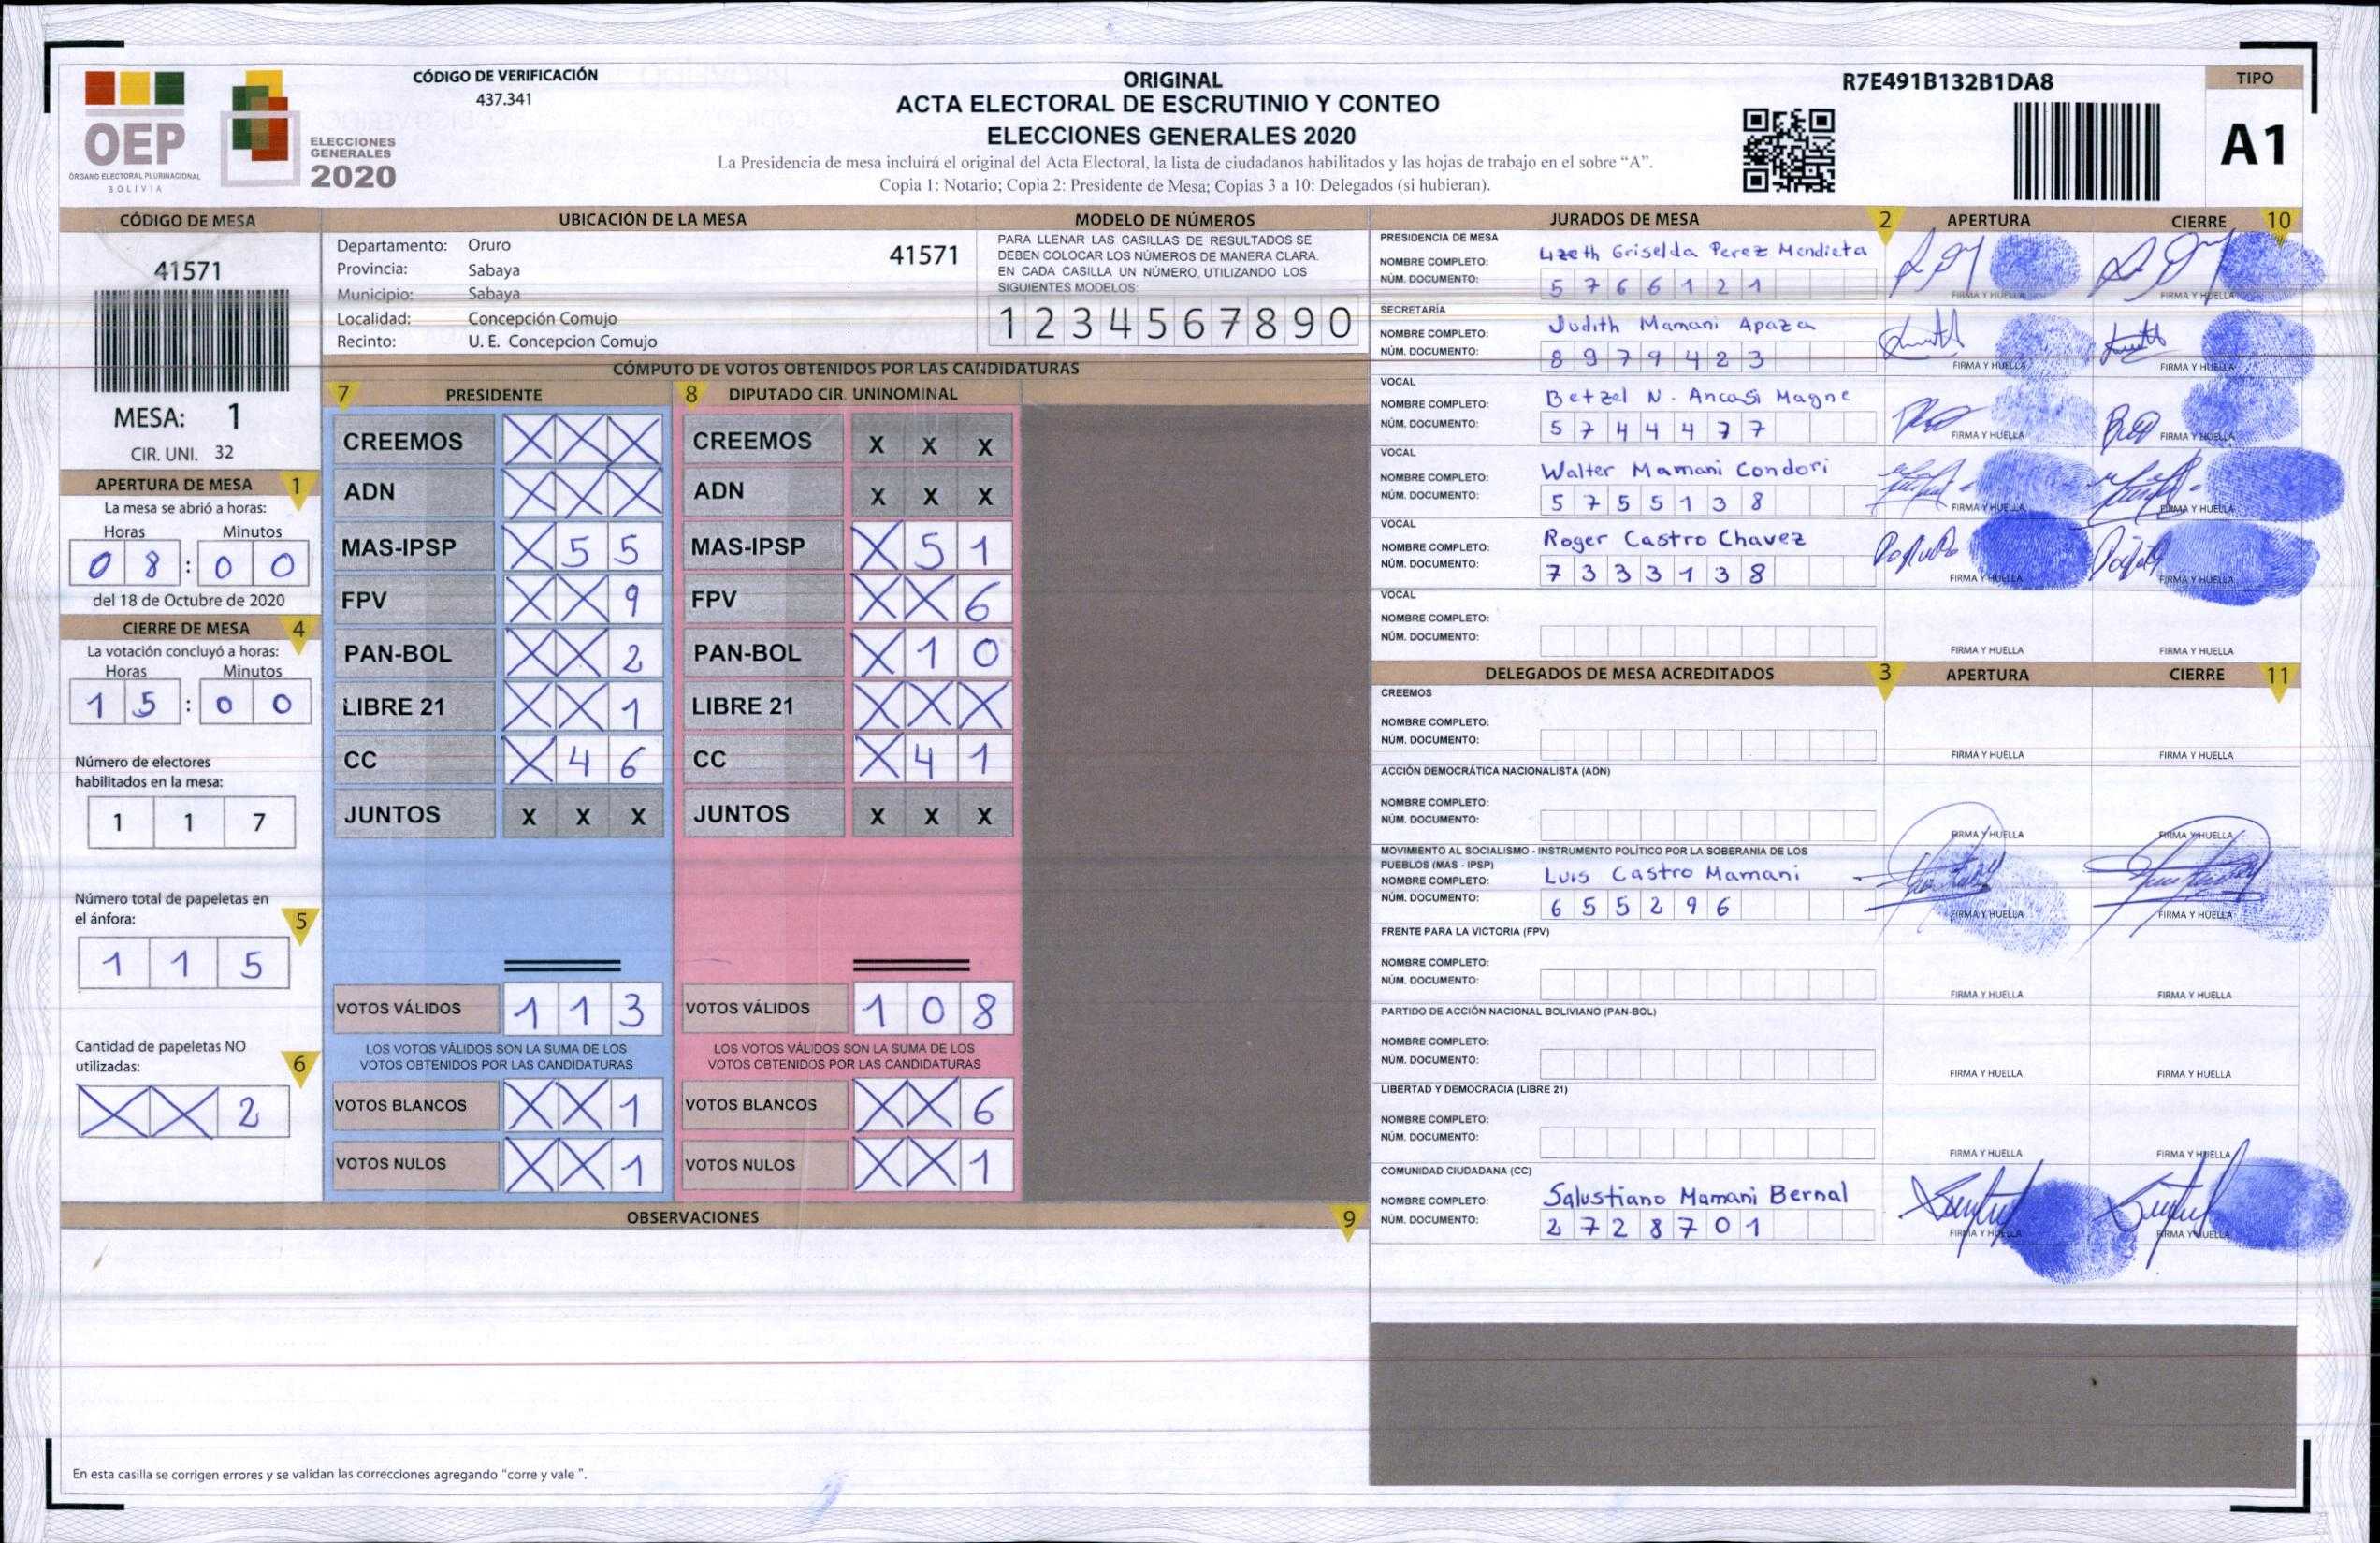 CÓDIGO DE VERIFICACIÓN
437.341
ORIGINAL
ACTA ELECTORAL DE ESCRUTINIO Y CONTEO
ELECCIONES GENERALES 2020
La Presidencia de mesa incluirá el original del Acta Electoral, la lista de ciudadanos habilitados y las hojas de trabajo en el sobre “A”.
Copia 1: Notario; Copia 2: Presidente de Mesa; Copias 3 a 10: Delegados (si hubieran).
R7E491B132B1DA8
TIPO
A1
OEP
ÓRGANO ELECTORAL PLURINACIONAL
BOLIVIA
ELECCIONES
GENERALES
2020
CÓDIGO DE MESA
41571
MESA: 1
CIR. UNI. 32
APERTURA DE MESA 1
La mesa se abrió a horas:
Horas Minutos
0 8 : 0 0
del 18 de Octubre de 2020
CIERRE DE MESA 4
La votación concluyó a horas:
Horas Minutos
1 5 : 0 0
Número de electores
habilitados en la mesa:
1 1 7
Número total de papeletas en
el ánfora: 5
1 1 5
Cantidad de papeletas NO
utilizadas: 6
X X 2
UBICACIÓN DE LA MESA
Departamento: Oruro 41571
Provincia: Sabaya
Municipio: Sabaya
Localidad: Concepción Comujo
Recinto: U. E. Concepcion Comujo
MODELO DE NÚMEROS
PARA LLENAR LAS CASILLAS DE RESULTADOS SE
DEBEN COLOCAR LOS NÚMEROS DE MANERA CLARA.
EN CADA CASILLA UN NÚMERO, UTILIZANDO LOS
SIGUIENTES MODELOS:
1 2 3 4 5 6 7 8 9 0
CÓMPUTO DE VOTOS OBTENIDOS POR LAS CANDIDATURAS
7 PRESIDENTE
CREEMOS X X X
ADN X X X
MAS-IPSP X 5 5
FPV X X 9
PAN-BOL X X 2
LIBRE 21 X X 1
CC X 4 6
JUNTOS X X X
VOTOS VÁLIDOS 1 1 3
LOS VOTOS VÁLIDOS SON LA SUMA DE LOS
VOTOS OBTENIDOS POR LAS CANDIDATURAS
VOTOS BLANCOS X X 1
VOTOS NULOS X X 1
8 DIPUTADO CIR. UNINOMINAL
CREEMOS X X X
ADN X X X
MAS-IPSP X 5 1
FPV X X 6
PAN-BOL X 1 0
LIBRE 21 X X X
CC X 4 1
JUNTOS X X X
VOTOS VÁLIDOS 1 0 8
LOS VOTOS VÁLIDOS SON LA SUMA DE LOS
VOTOS OBTENIDOS POR LAS CANDIDATURAS
VOTOS BLANCOS X X 6
VOTOS NULOS X X 1
OBSERVACIONES 9
En esta casilla se corrigen errores y se validan las correcciones agregando "corre y vale ".
JURADOS DE MESA 2 APERTURA CIERRE 10
PRESIDENCIA DE MESA
NOMBRE COMPLETO: Lizeth Griselda Perez Mendieta
NÚM. DOCUMENTO: 5 7 6 6 1 2 1
FIRMA Y HUELLA FIRMA Y HUELLA
SECRETARÍA
NOMBRE COMPLETO: Judith Mamani Apaza
NÚM. DOCUMENTO: 8 9 7 9 4 2 3
FIRMA Y HUELLA FIRMA Y HUELLA
VOCAL
NOMBRE COMPLETO: Betzel N. Ancasi Magne
NÚM. DOCUMENTO: 5 7 4 4 4 7 7
FIRMA Y HUELLA FIRMA Y HUELLA
VOCAL
NOMBRE COMPLETO: Walter Mamani Condori
NÚM. DOCUMENTO: 5 7 5 5 1 3 8
FIRMA Y HUELLA FIRMA Y HUELLA
VOCAL
NOMBRE COMPLETO: Roger Castro Chavez
NÚM. DOCUMENTO: 7 3 3 3 1 3 8
FIRMA Y HUELLA FIRMA Y HUELLA
VOCAL
NOMBRE COMPLETO:
NÚM. DOCUMENTO:
FIRMA Y HUELLA FIRMA Y HUELLA
DELEGADOS DE MESA ACREDITADOS 3 APERTURA CIERRE 11
CREEMOS
NOMBRE COMPLETO:
NÚM. DOCUMENTO:
FIRMA Y HUELLA FIRMA Y HUELLA
ACCIÓN DEMOCRÁTICA NACIONALISTA (ADN)
NOMBRE COMPLETO:
NÚM. DOCUMENTO:
FIRMA Y HUELLA FIRMA Y HUELLA
MOVIMIENTO AL SOCIALISMO - INSTRUMENTO POLÍTICO POR LA SOBERANIA DE LOS
PUEBLOS (MAS - IPSP)
NOMBRE COMPLETO: Luis Castro Mamani
NÚM. DOCUMENTO: 6 5 5 2 9 6
FIRMA Y HUELLA FIRMA Y HUELLA
FRENTE PARA LA VICTORIA (FPV)
NOMBRE COMPLETO:
NÚM. DOCUMENTO:
FIRMA Y HUELLA FIRMA Y HUELLA
PARTIDO DE ACCIÓN NACIONAL BOLIVIANO (PAN-BOL)
NOMBRE COMPLETO:
NÚM. DOCUMENTO:
FIRMA Y HUELLA FIRMA Y HUELLA
LIBERTAD Y DEMOCRACIA (LIBRE 21)
NOMBRE COMPLETO:
NÚM. DOCUMENTO:
FIRMA Y HUELLA FIRMA Y HUELLA
COMUNIDAD CIUDADANA (CC)
NOMBRE COMPLETO: Salustiano Mamani Bernal
NÚM. DOCUMENTO: 2 7 2 8 7 0 1
FIRMA Y HUELLA FIRMA Y HUELLA